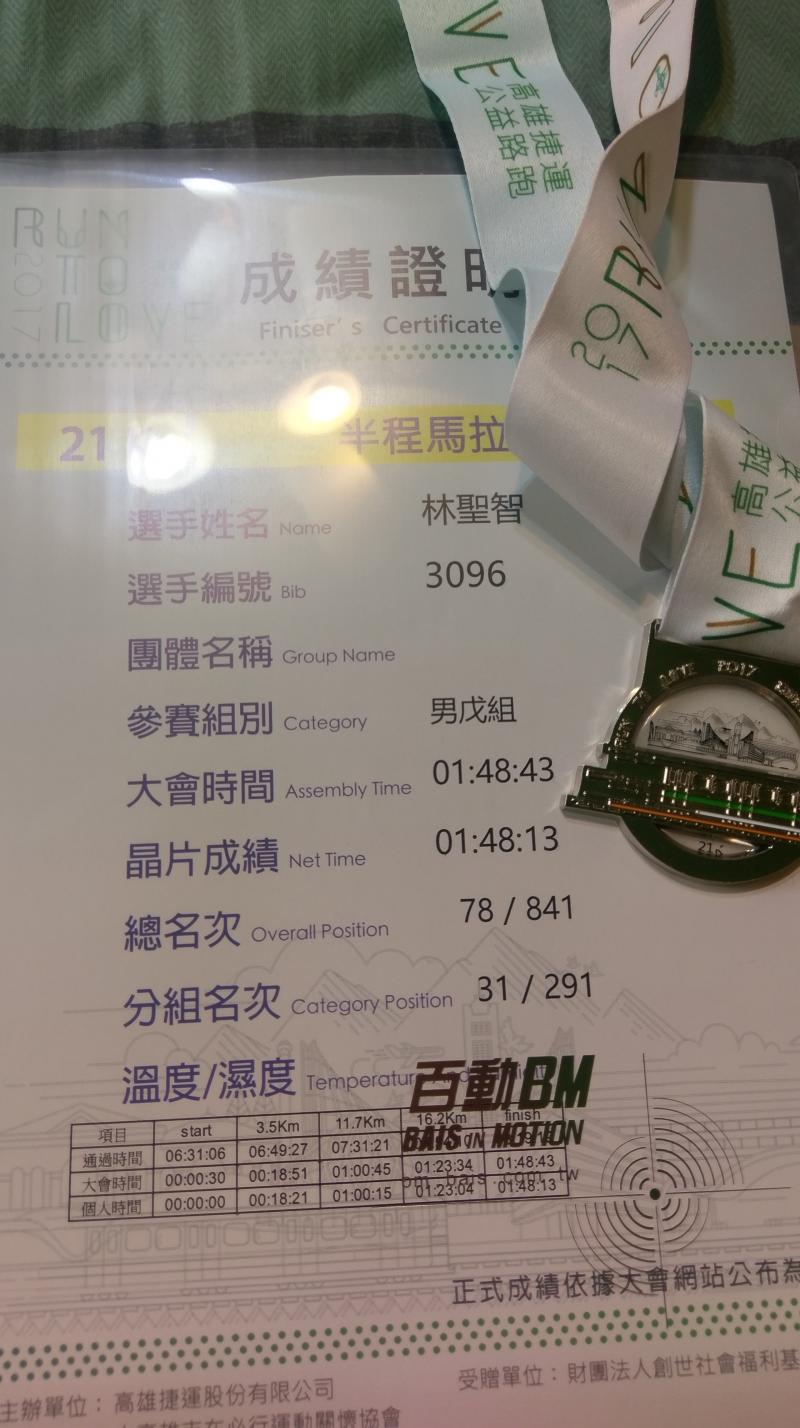 VE
高雄捷運
公益路跑
RUN
2017
RUN
TO
LOVE
2017
成績證明
Finiser's Certificate
21
半程馬拉
選手姓名 Name 林聖智
選手編號 Bib 3096
團體名稱 Group Name
參賽組別 Category 男戊組
大會時間 Assembly Time 01:48:43
晶片成績 Net Time 01:48:13
總名次 Overall Position 78 / 841
分組名次 Category Position 31 / 291
溫度/濕度 Temperatur
百動BM
BAIS IN MOTION
項目 start 3.5Km 11.7Km 16.2Km finish
通過時間 06:31:06 06:49:27 07:31:21
大會時間 00:00:30 00:18:51 01:00:45 01:23:34 01:48:43
個人時間 00:00:00 00:18:21 01:00:15 01:23:04 01:48:13
正式成績依據大會網站公布為
主辦單位：高雄捷運股份有限公司
受贈單位：財團法人創世社會福利基
VE
高雄
公
LOVE 2017
21